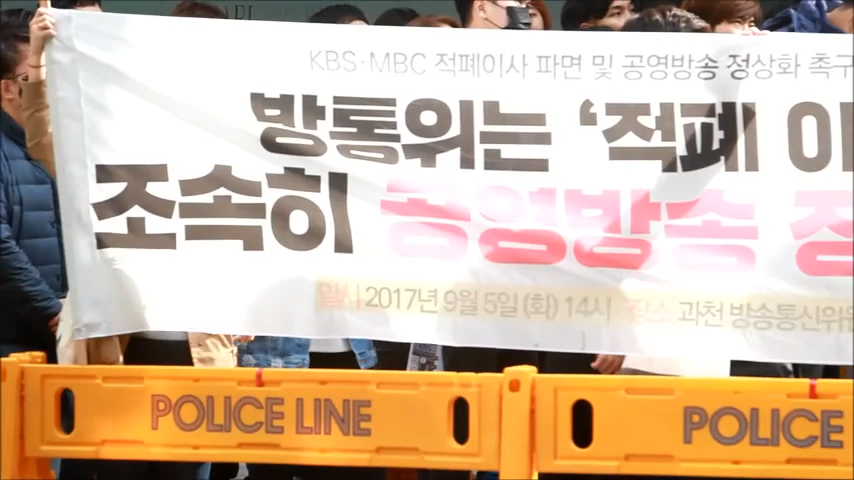 KBS·MBC 적폐이사 파면 및 공영방송 정상화 촉구
방통위는 '적폐 이
조속히 공영방송 정
일시 2017년 9월 5일(화) 14시 장소 과천 방송통신위원
POLICE LINE
POLICE